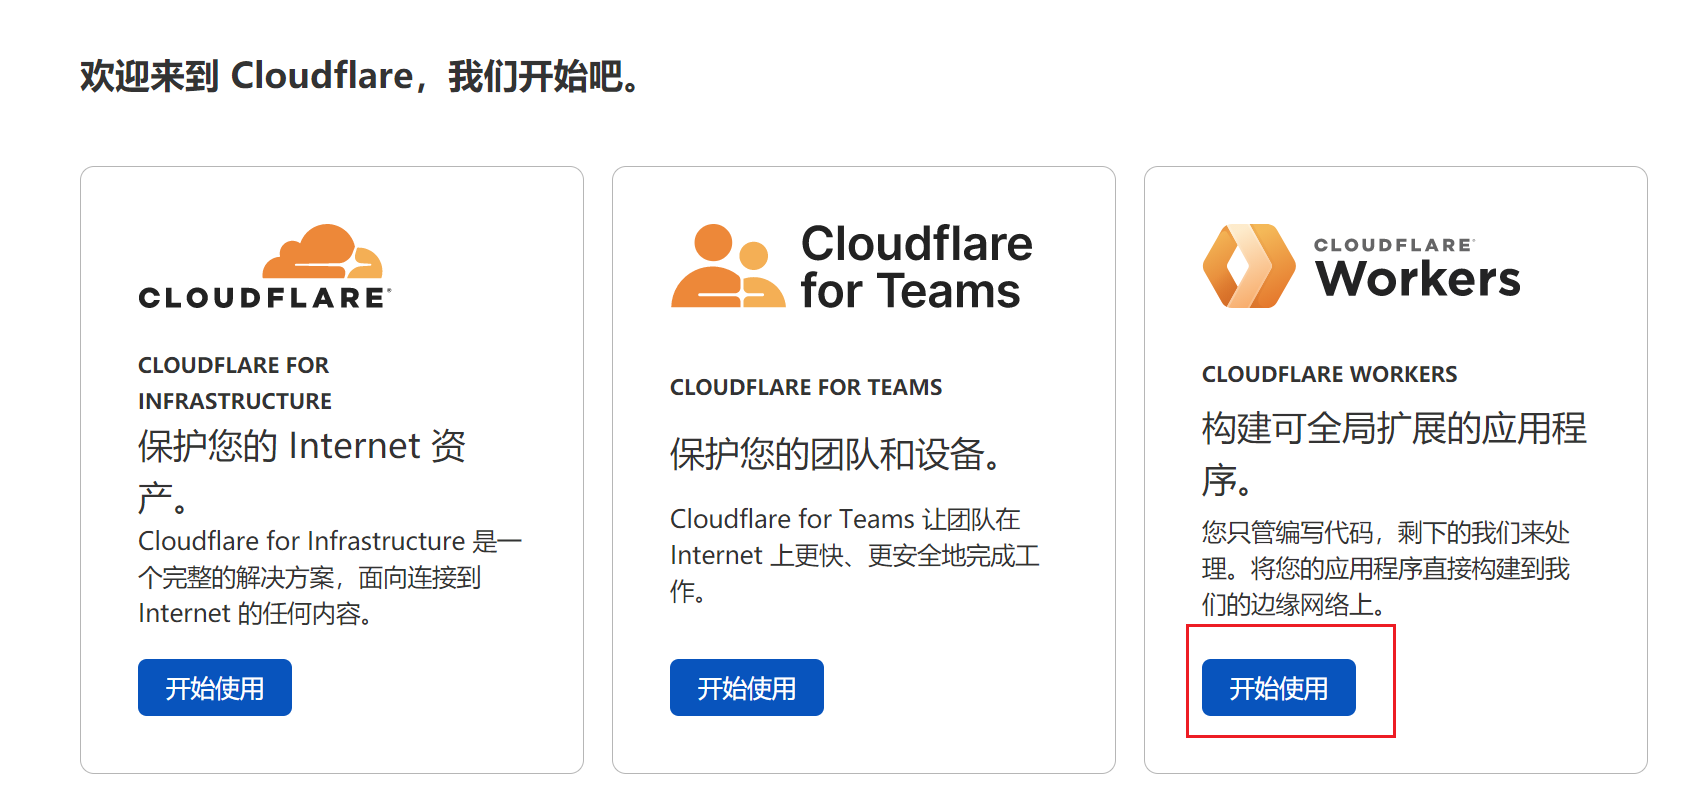 欢迎来到 Cloudflare，我们开始吧。
CLOUDFLARE®
CLOUDFLARE FOR
INFRASTRUCTURE
保护您的 Internet 资
产。
Cloudflare for Infrastructure 是一
个完整的解决方案，面向连接到
Internet 的任何内容。
开始使用
Cloudflare
for Teams
CLOUDFLARE FOR TEAMS
保护您的团队和设备。
Cloudflare for Teams 让团队在
Internet 上更快、更安全地完成工
作。
开始使用
CLOUDFLARE®
Workers
CLOUDFLARE WORKERS
构建可全局扩展的应用程
序。
您只管编写代码，剩下的我们来处
理。将您的应用程序直接构建到我
们的边缘网络上。
开始使用